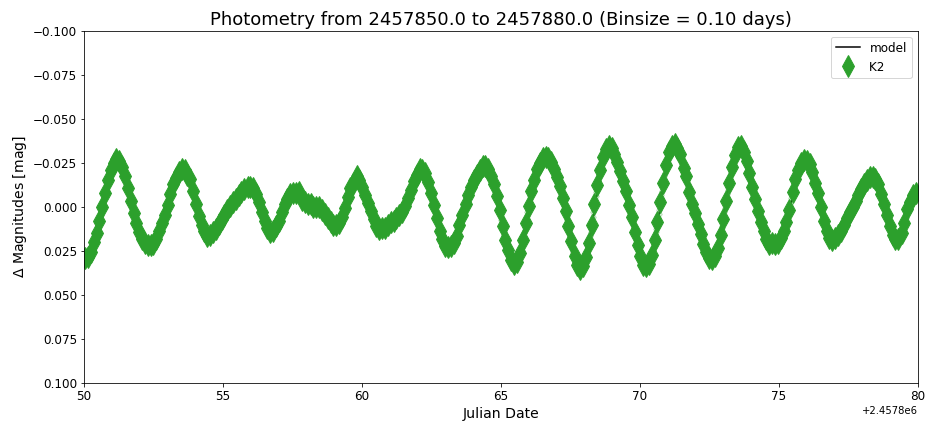 Photometry from 2457850.0 to 2457880.0 (Binsize = 0.10 days)
−0.100
−0.075
−0.050
−0.025
0.000
0.025
0.050
0.075
0.100
Δ Magnitudes [mag]
model
K2
50
55
60
65
70
75
80
+2.4578e6
Julian Date